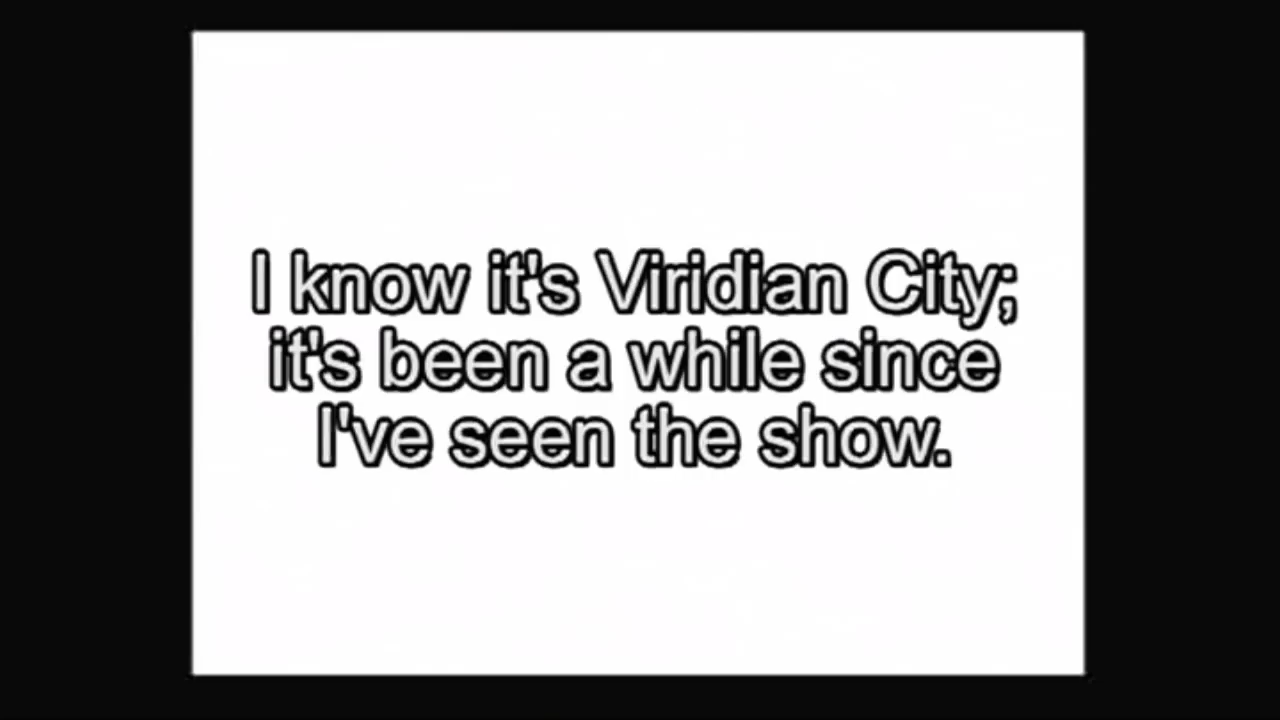 I know it's Viridian City;
it's been a while since
I've seen the show.